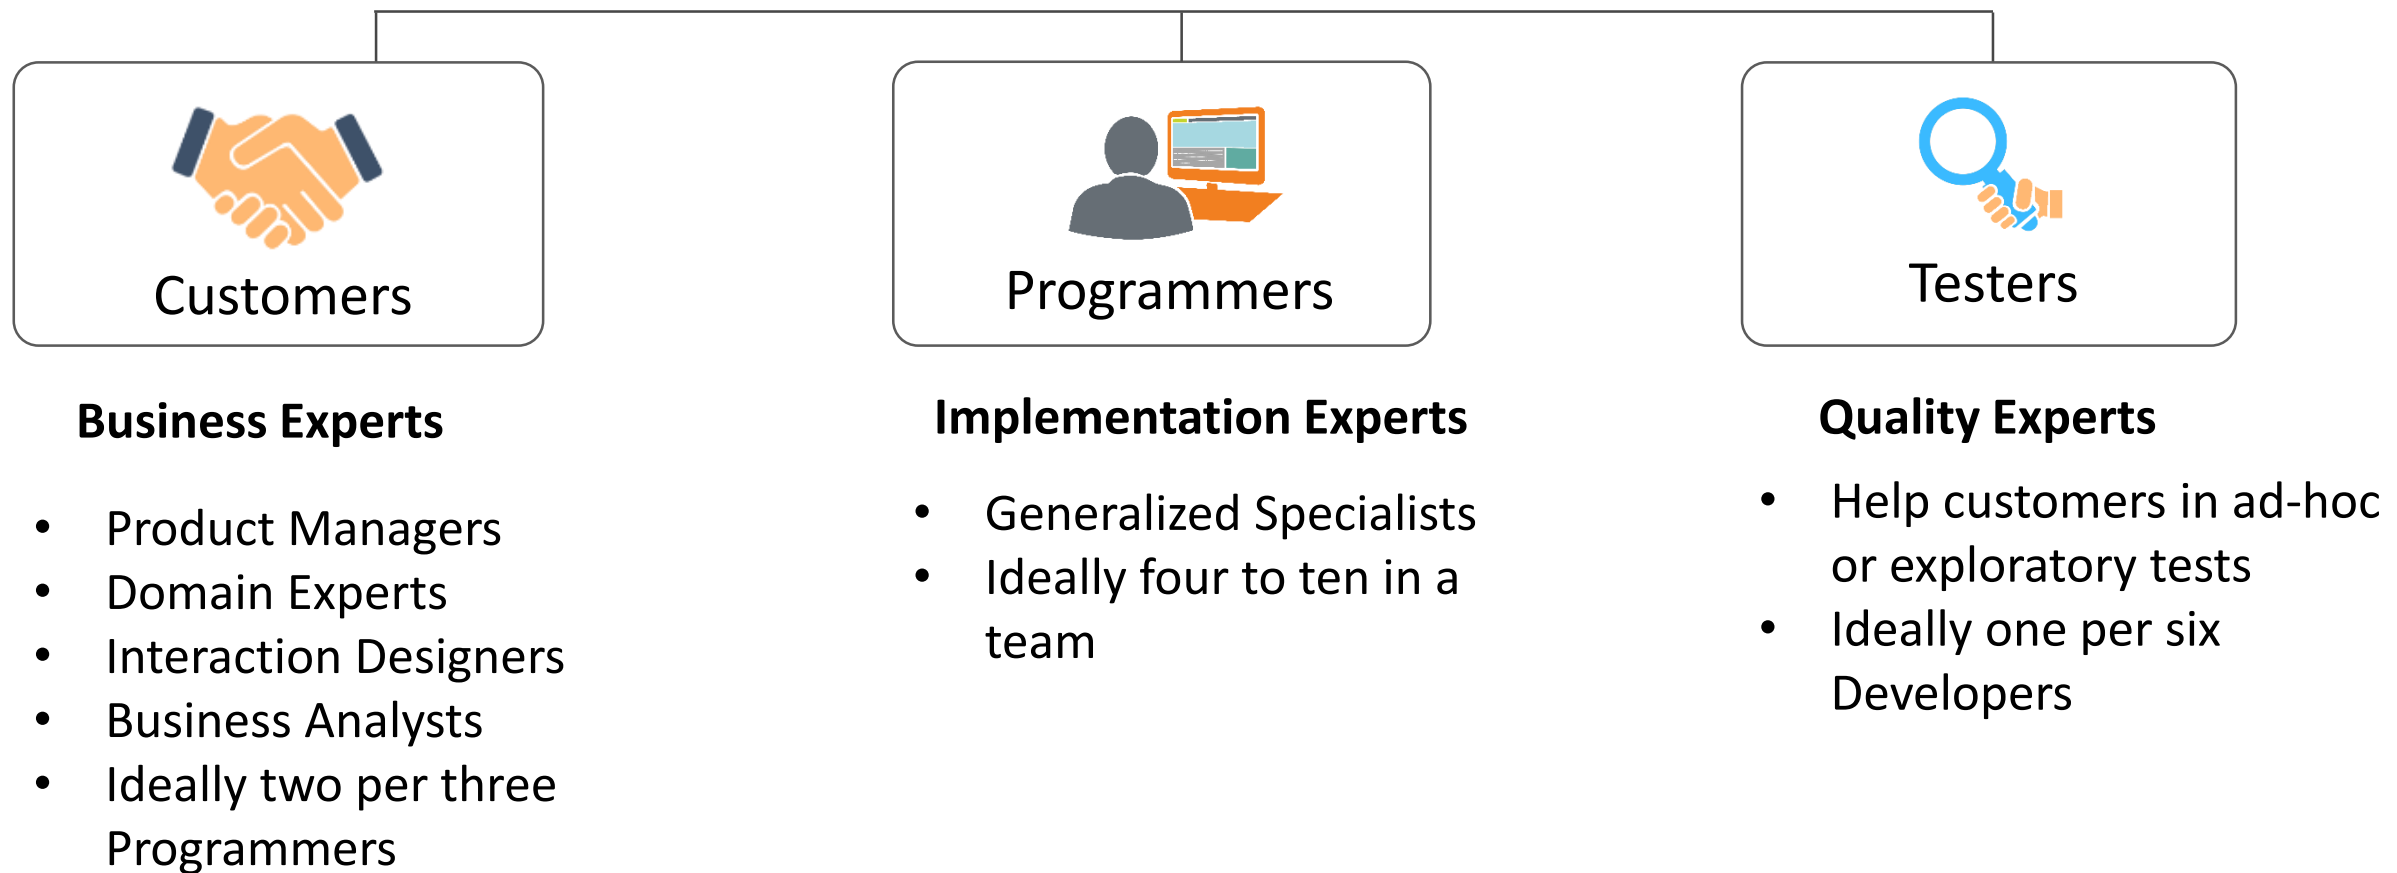 Customers
Business Experts
• Product Managers
• Domain Experts
• Interaction Designers
• Business Analysts
• Ideally two per three
Programmers
Programmers
Implementation Experts
• Generalized Specialists
• Ideally four to ten in a
team
Testers
Quality Experts
• Help customers in ad-hoc
or exploratory tests
• Ideally one per six
Developers